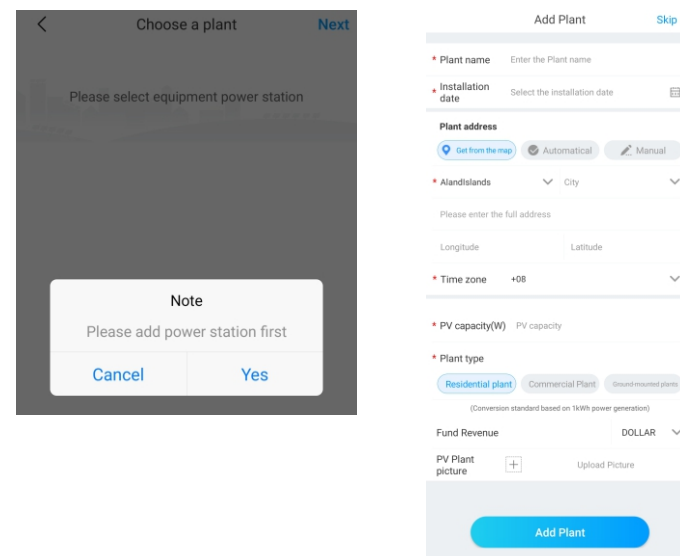 Choose a plant
Next
Please select equipment power station
Note
Please add power station first
Cancel
Yes
Add Plant
Skip
* Plant name Enter the Plant name
* Installation date Select the installation date
Plant address
Get from the map Automatical Manual
* AlandIslands City
Please enter the full address
Longitude Latitude
* Time zone +08
* PV capacity(W) PV capacity
* Plant type
Residential plant Commercial Plant Ground-mounted plants
(Conversion standard based on 1kWh power generation)
Fund Revenue DOLLAR
PV Plant picture + Upload Picture
Add Plant